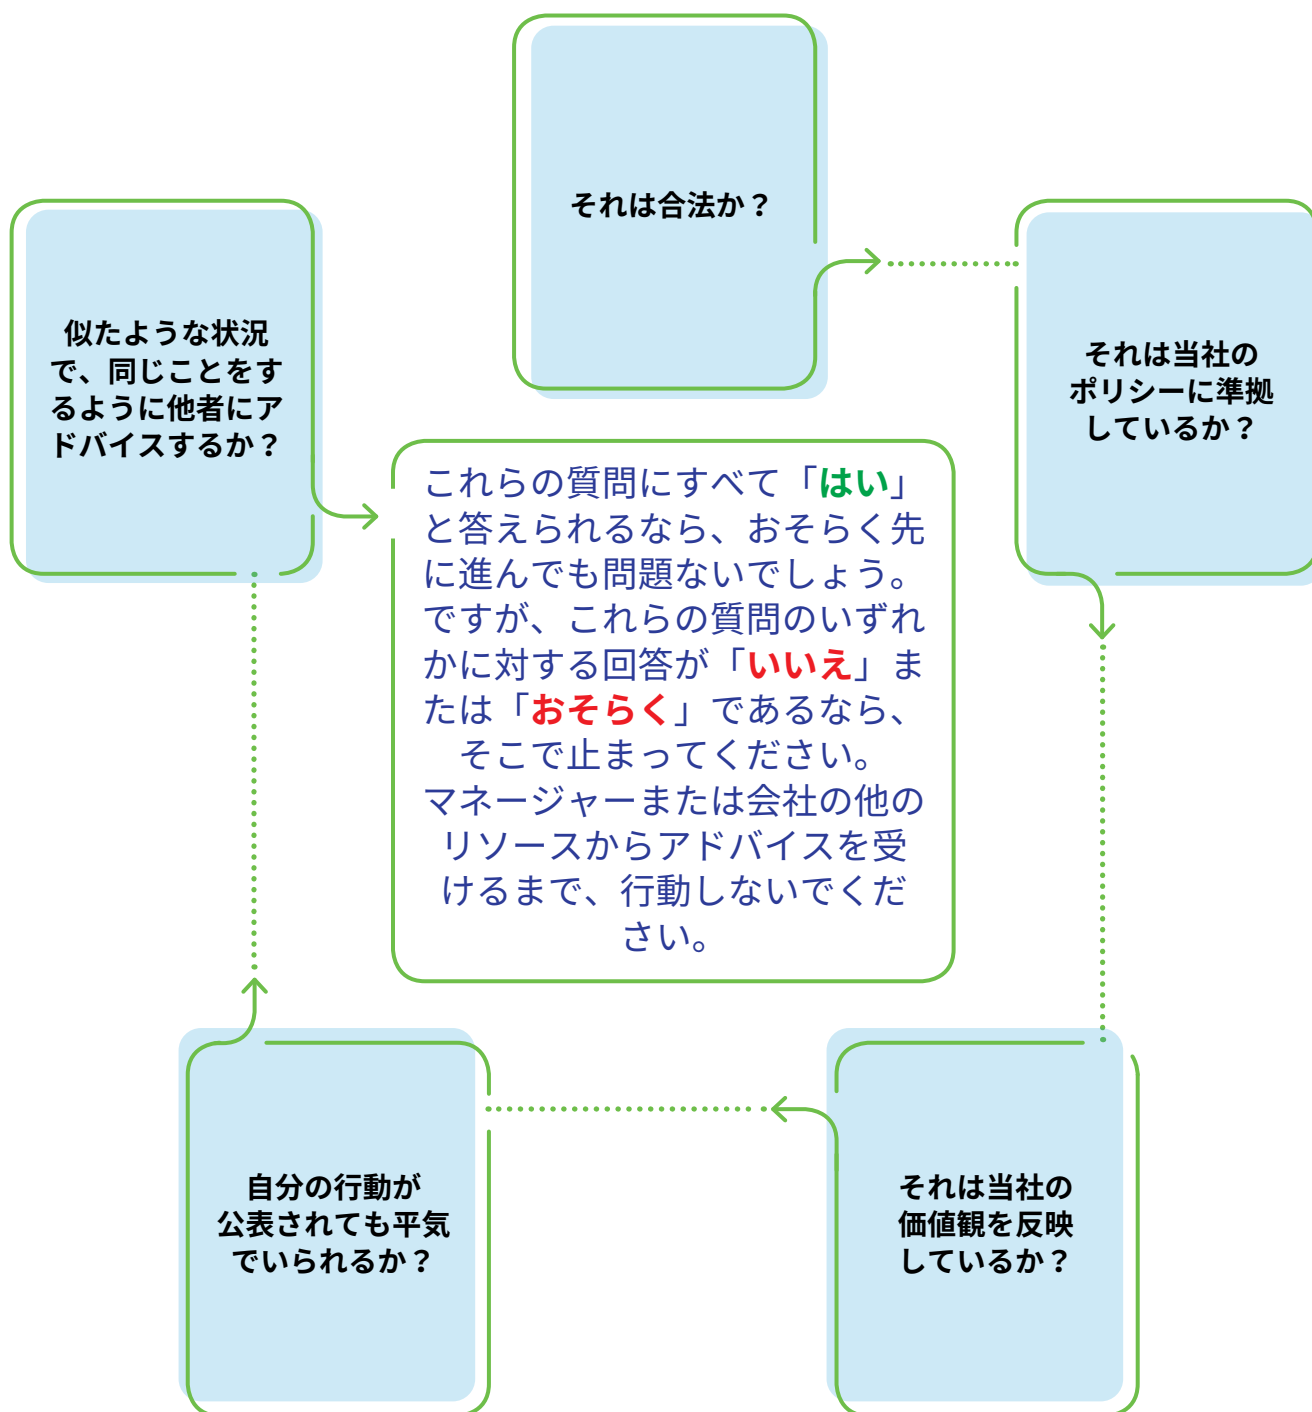 それは合法か？
それは当社の
ポリシーに準拠
しているか？
それは当社の
価値観を反映
しているか？
自分の行動が
公表されても平気
でいられるか？
似たような状況
で、同じことをす
るように他者にア
ドバイスするか？
これらの質問にすべて「はい」
と答えられるなら、おそらく先
に進んでも問題ないでしょう。
ですが、これらの質問のいずれ
かに対する回答が「いいえ」ま
たは「おそらく」であるなら、
そこで止まってください。
マネージャーまたは会社の他の
リソースからアドバイスを受
けるまで、行動しないでくだ
さい。